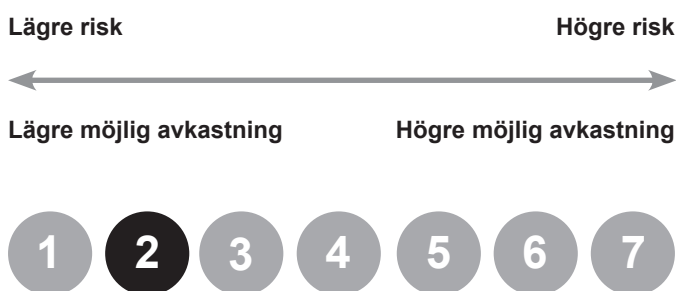 Lägre risk Högre risk
Lägre möjlig avkastning Högre möjlig avkastning
1 2 3 4 5 6 7